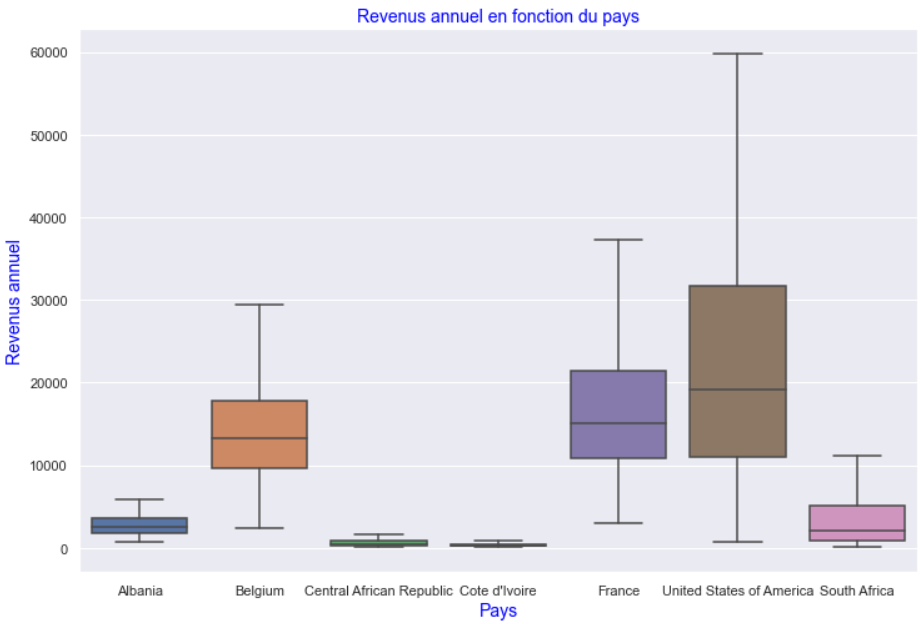 Revenus annuel en fonction du pays
60000
50000
40000
30000
20000
10000
0
Revenus annuel
Albania
Belgium
Central African Republic
Cote d'Ivoire
France
United States of America
South Africa
Pays